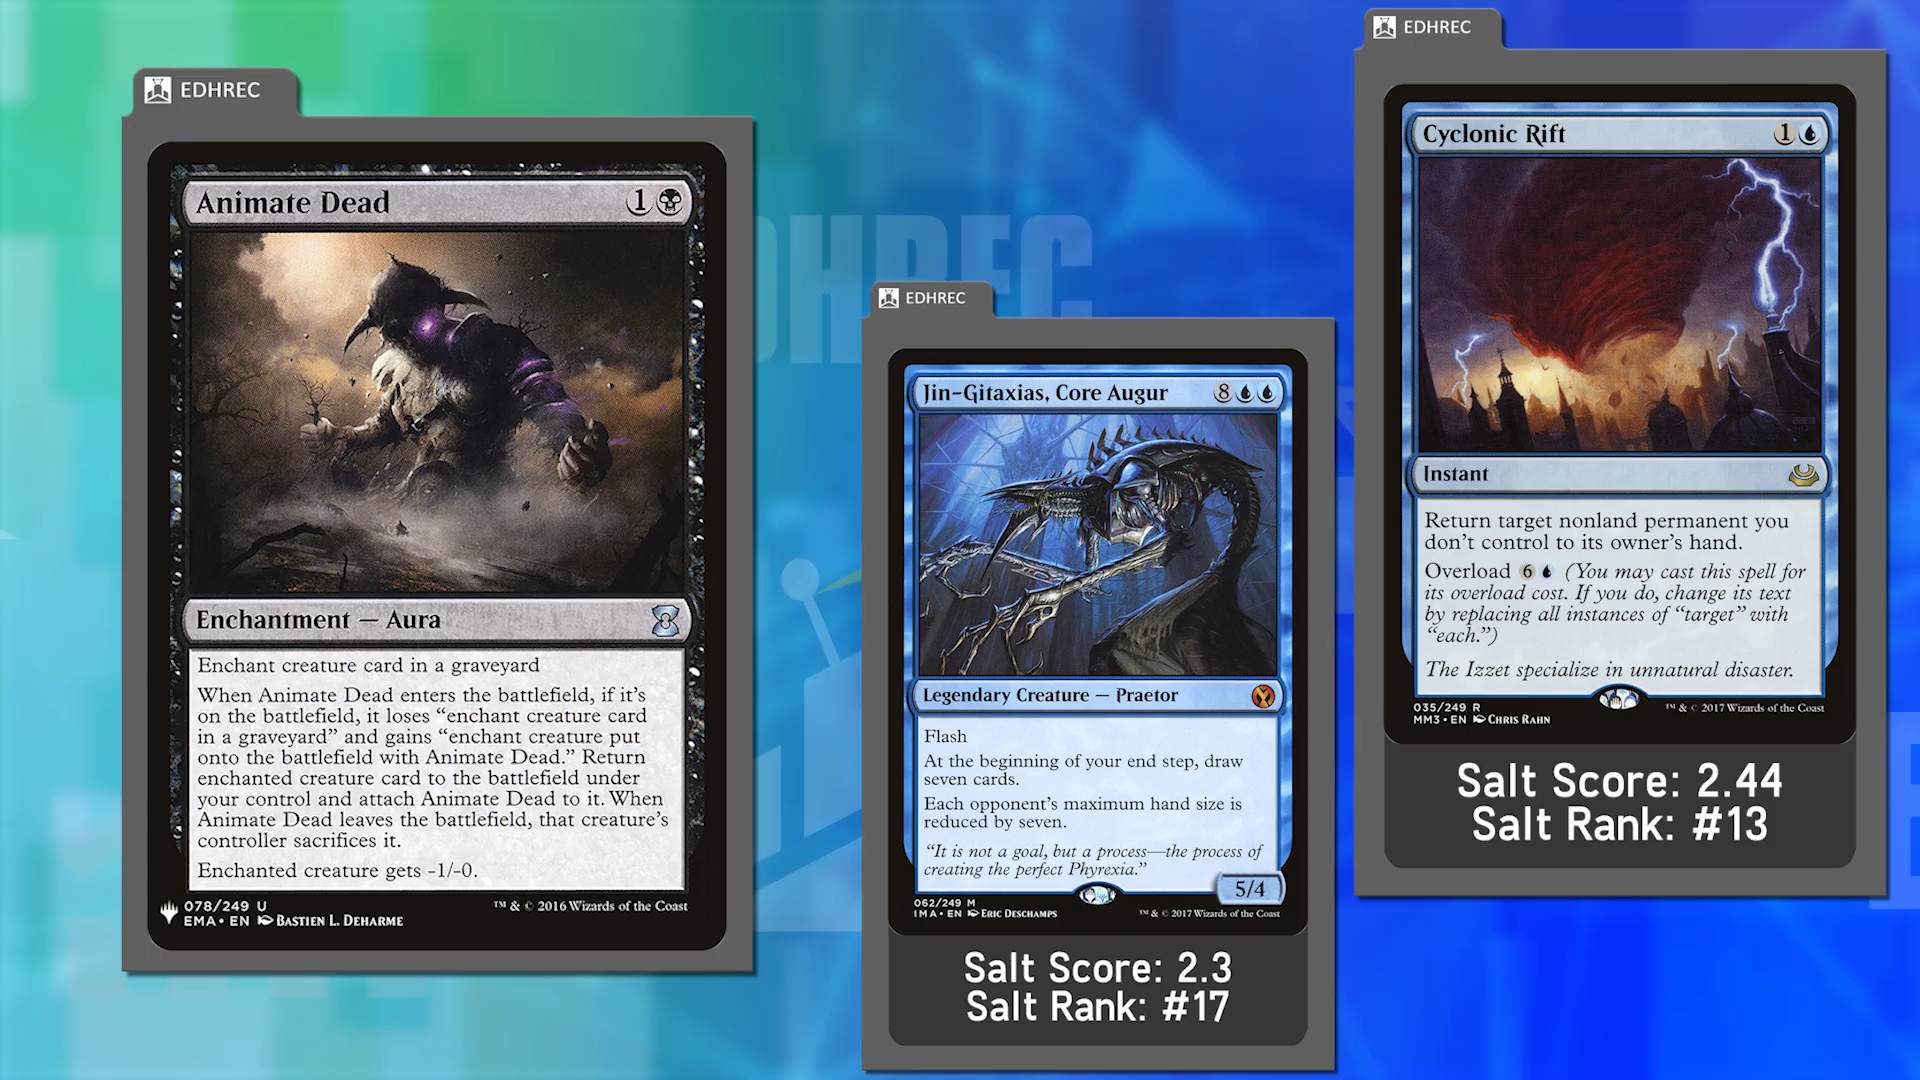 EDHREC
Animate Dead 1
Enchantment — Aura
Enchant creature card in a graveyard
When Animate Dead enters the battlefield, if it's
on the battlefield, it loses “enchant creature card
in a graveyard” and gains “enchant creature put
onto the battlefield with Animate Dead.” Return
enchanted creature card to the battlefield under
your control and attach Animate Dead to it. When
Animate Dead leaves the battlefield, that creature's
controller sacrifices it.
Enchanted creature gets -1/-0.
078/249 U
EMA • EN BASTIEN L. DEHARME
™ & © 2016 Wizards of the Coast
EDHREC
EDHREC
Jin-Gitaxias, Core Augur 8
Legendary Creature — Praetor
Flash
At the beginning of your end step, draw
seven cards.
Each opponent's maximum hand size is
reduced by seven.
“It is not a goal, but a process—the process of
creating the perfect Phyrexia.”
5/4
062/249 M
IMA • EN ERIC DESCHAMPS
™ & © 2017 Wizards of the Coast
Salt Score: 2.3
Salt Rank: #17
EDHREC
Cyclonic Rift 1
Instant
Return target nonland permanent you
don't control to its owner's hand.
Overload 6 (You may cast this spell for
its overload cost. If you do, change its text
by replacing all instances of “target” with
“each.”)
The Izzet specialize in unnatural disaster.
035/249 R
MM3 • EN CHRIS RAHN
™ & © 2017 Wizards of the Coast
Salt Score: 2.44
Salt Rank: #13